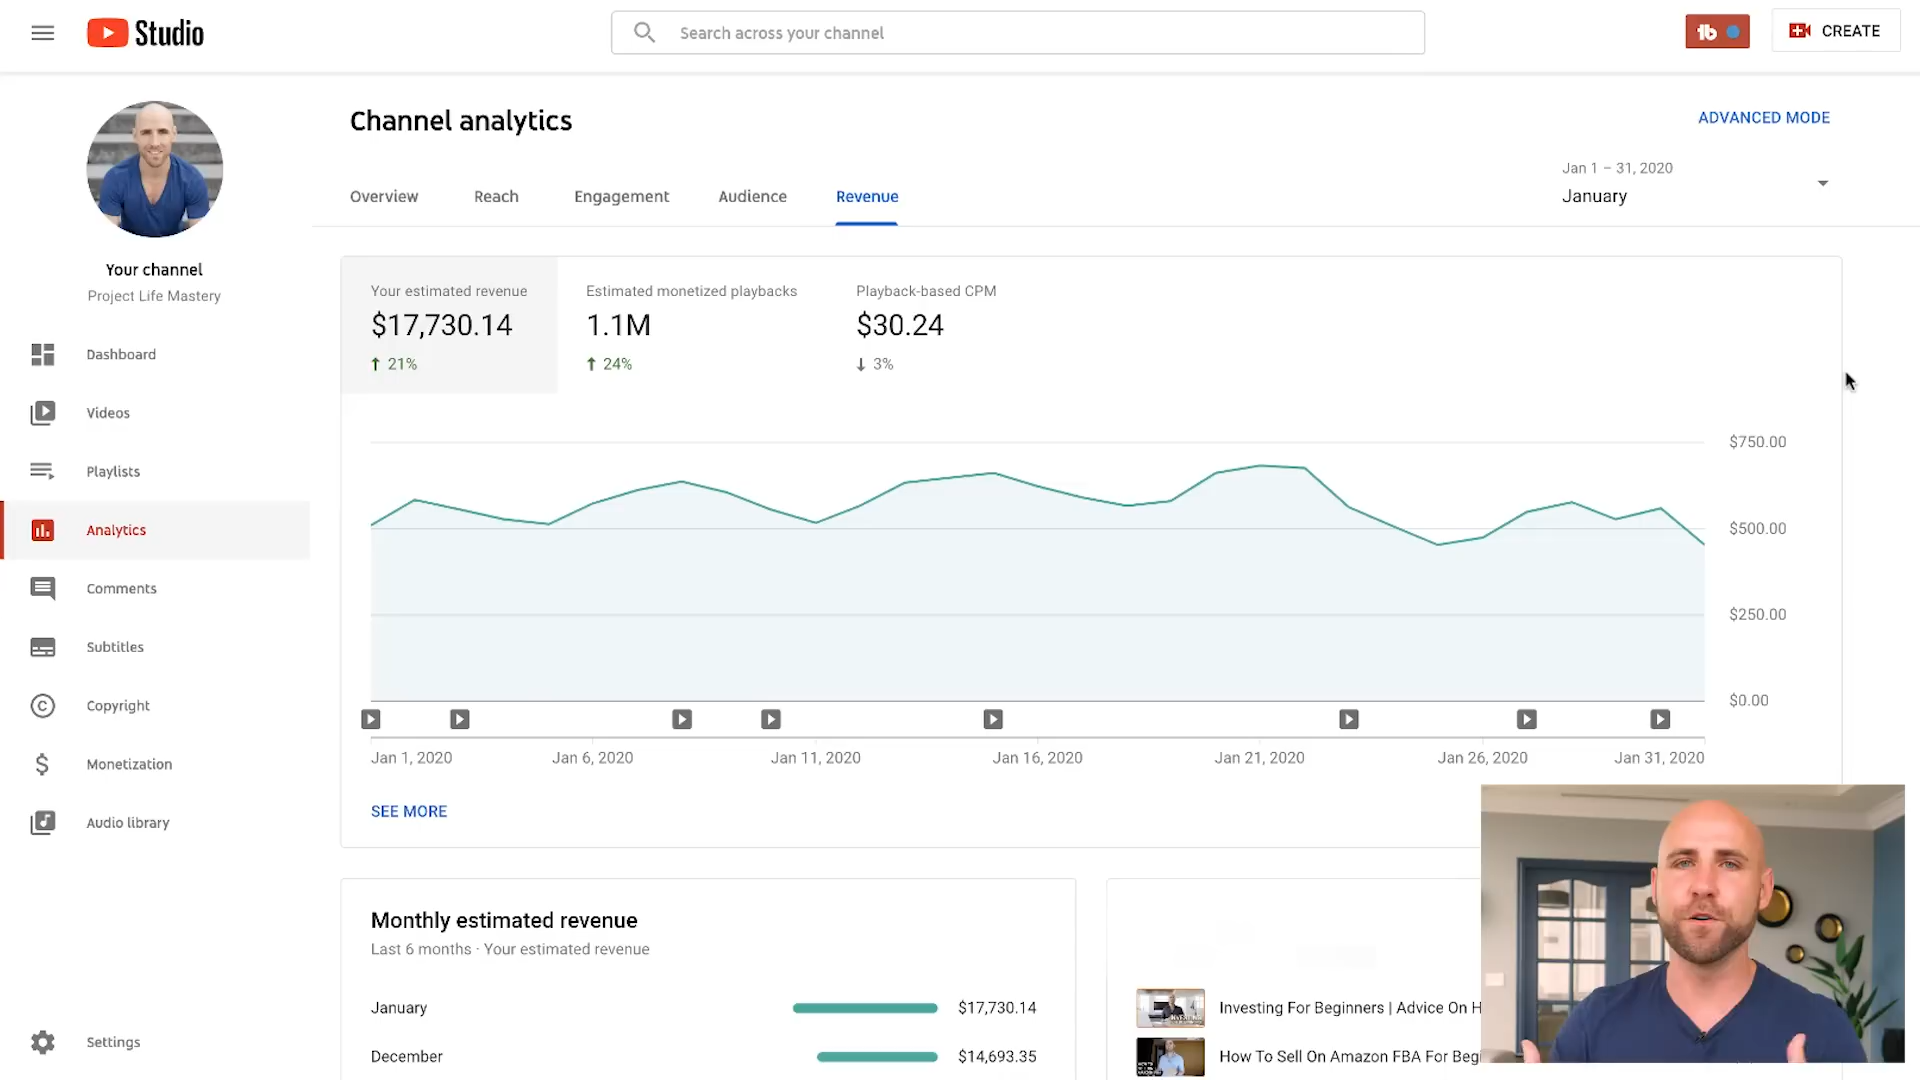 Studio
Search across your channel
CREATE
Channel analytics
ADVANCED MODE
Jan 1 – 31, 2020
January
Overview
Reach
Engagement
Audience
Revenue
Your channel
Project Life Mastery
Dashboard
Videos
Playlists
Analytics
Comments
Subtitles
Copyright
Monetization
Audio library
Settings
Your estimated revenue
$17,730.14
21%
Estimated monetized playbacks
1.1M
24%
Playback-based CPM
$30.24
3%
$750.00
$500.00
$250.00
$0.00
Jan 1, 2020
Jan 6, 2020
Jan 11, 2020
Jan 16, 2020
Jan 21, 2020
Jan 26, 2020
Jan 31, 2020
SEE MORE
Monthly estimated revenue
Last 6 months · Your estimated revenue
January
$17,730.14
December
$14,693.35
Investing For Beginners | Advice On H
How To Sell On Amazon FBA For Begi